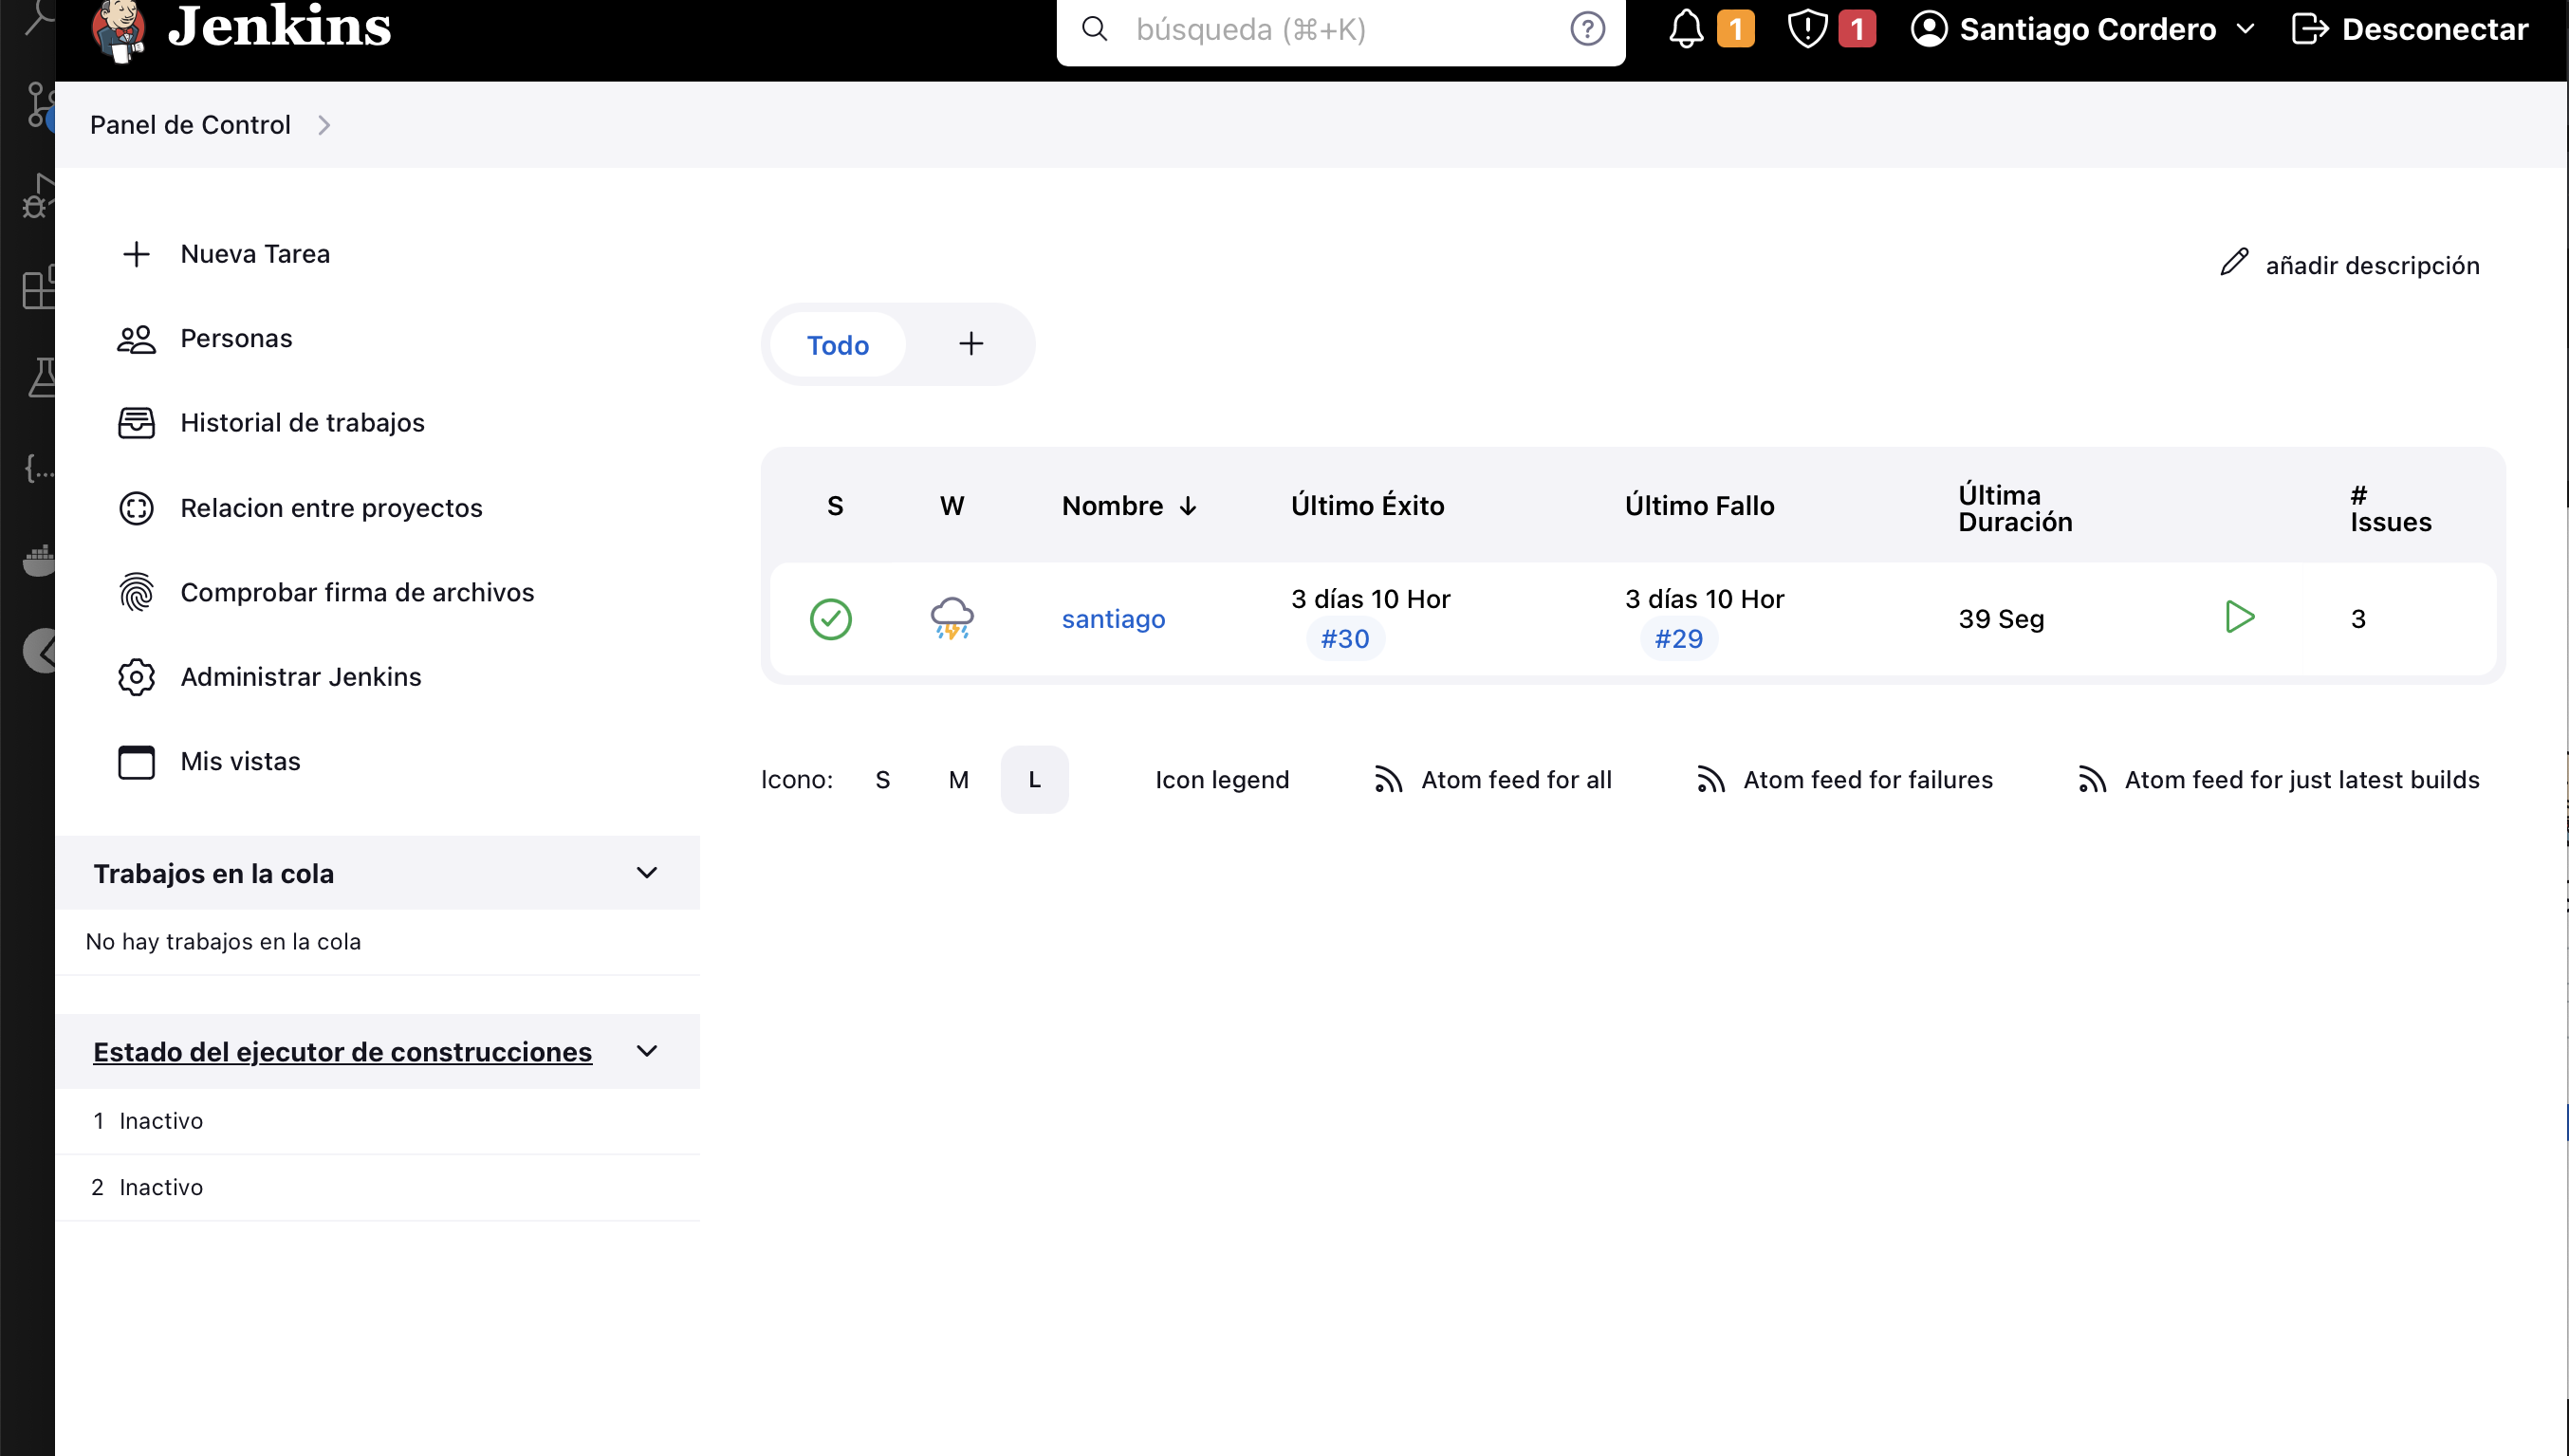 Jenkins
búsqueda (⌘+K)
1
1
Santiago Cordero
Desconectar
Panel de Control
Nueva Tarea
Personas
Historial de trabajos
Relacion entre proyectos
Comprobar firma de archivos
Administrar Jenkins
Mis vistas
Trabajos en la cola
No hay trabajos en la cola
Estado del ejecutor de construcciones
1 Inactivo
2 Inactivo
añadir descripción
Todo
S W Nombre ↓ Último Éxito Último Fallo Última Duración # Issues
santiago 3 días 10 Hor #30 3 días 10 Hor #29 39 Seg 3
Icono: S M L Icon legend Atom feed for all Atom feed for failures Atom feed for just latest builds